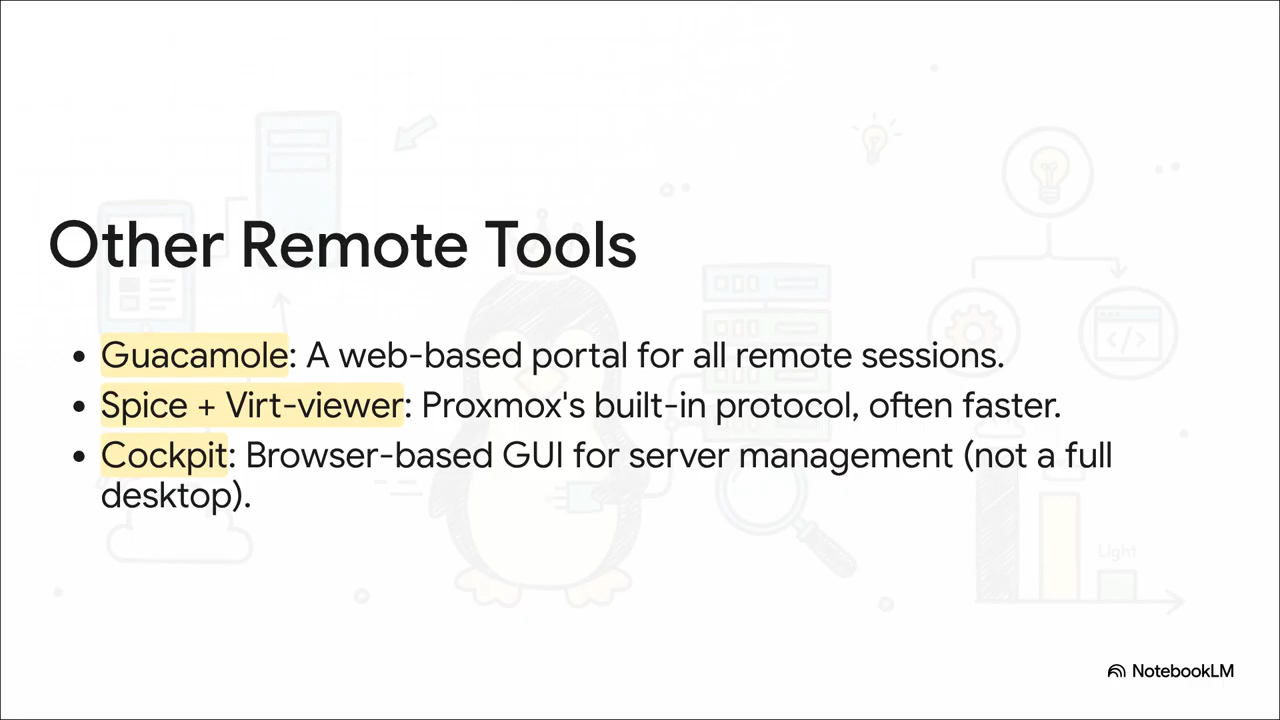 Other Remote Tools
• Guacamole: A web-based portal for all remote sessions.
• Spice + Virt-viewer: Proxmox's built-in protocol, often faster.
• Cockpit: Browser-based GUI for server management (not a full
desktop).
Light
NotebookLM